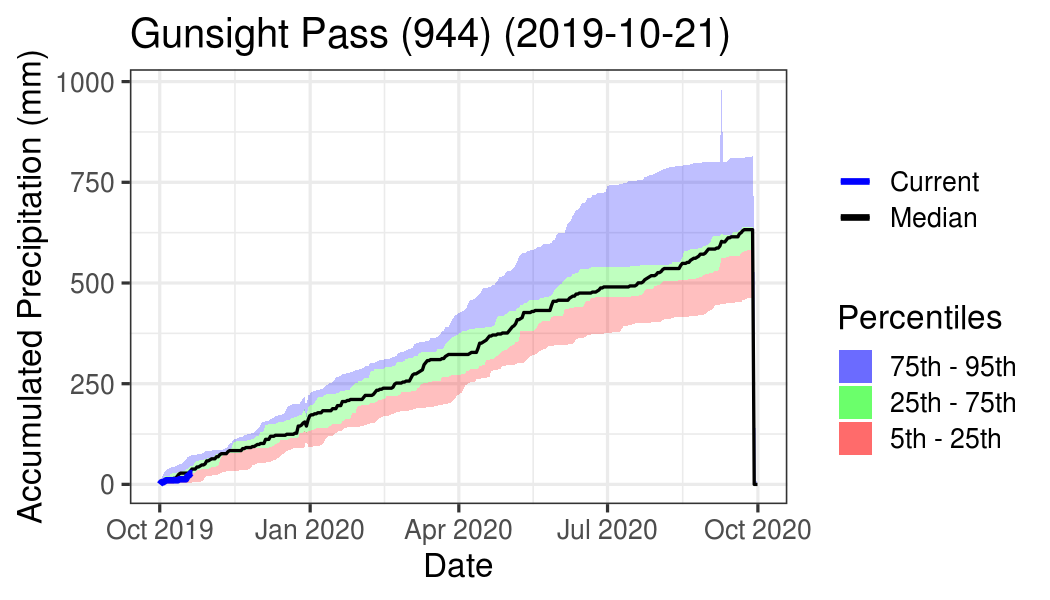 Gunsight Pass (944) (2019-10-21)
Accumulated Precipitation (mm)
1000
750
500
250
0
Oct 2019
Jan 2020
Apr 2020
Jul 2020
Oct 2020
Date
Current
Median
Percentiles
75th - 95th
25th - 75th
5th - 25th